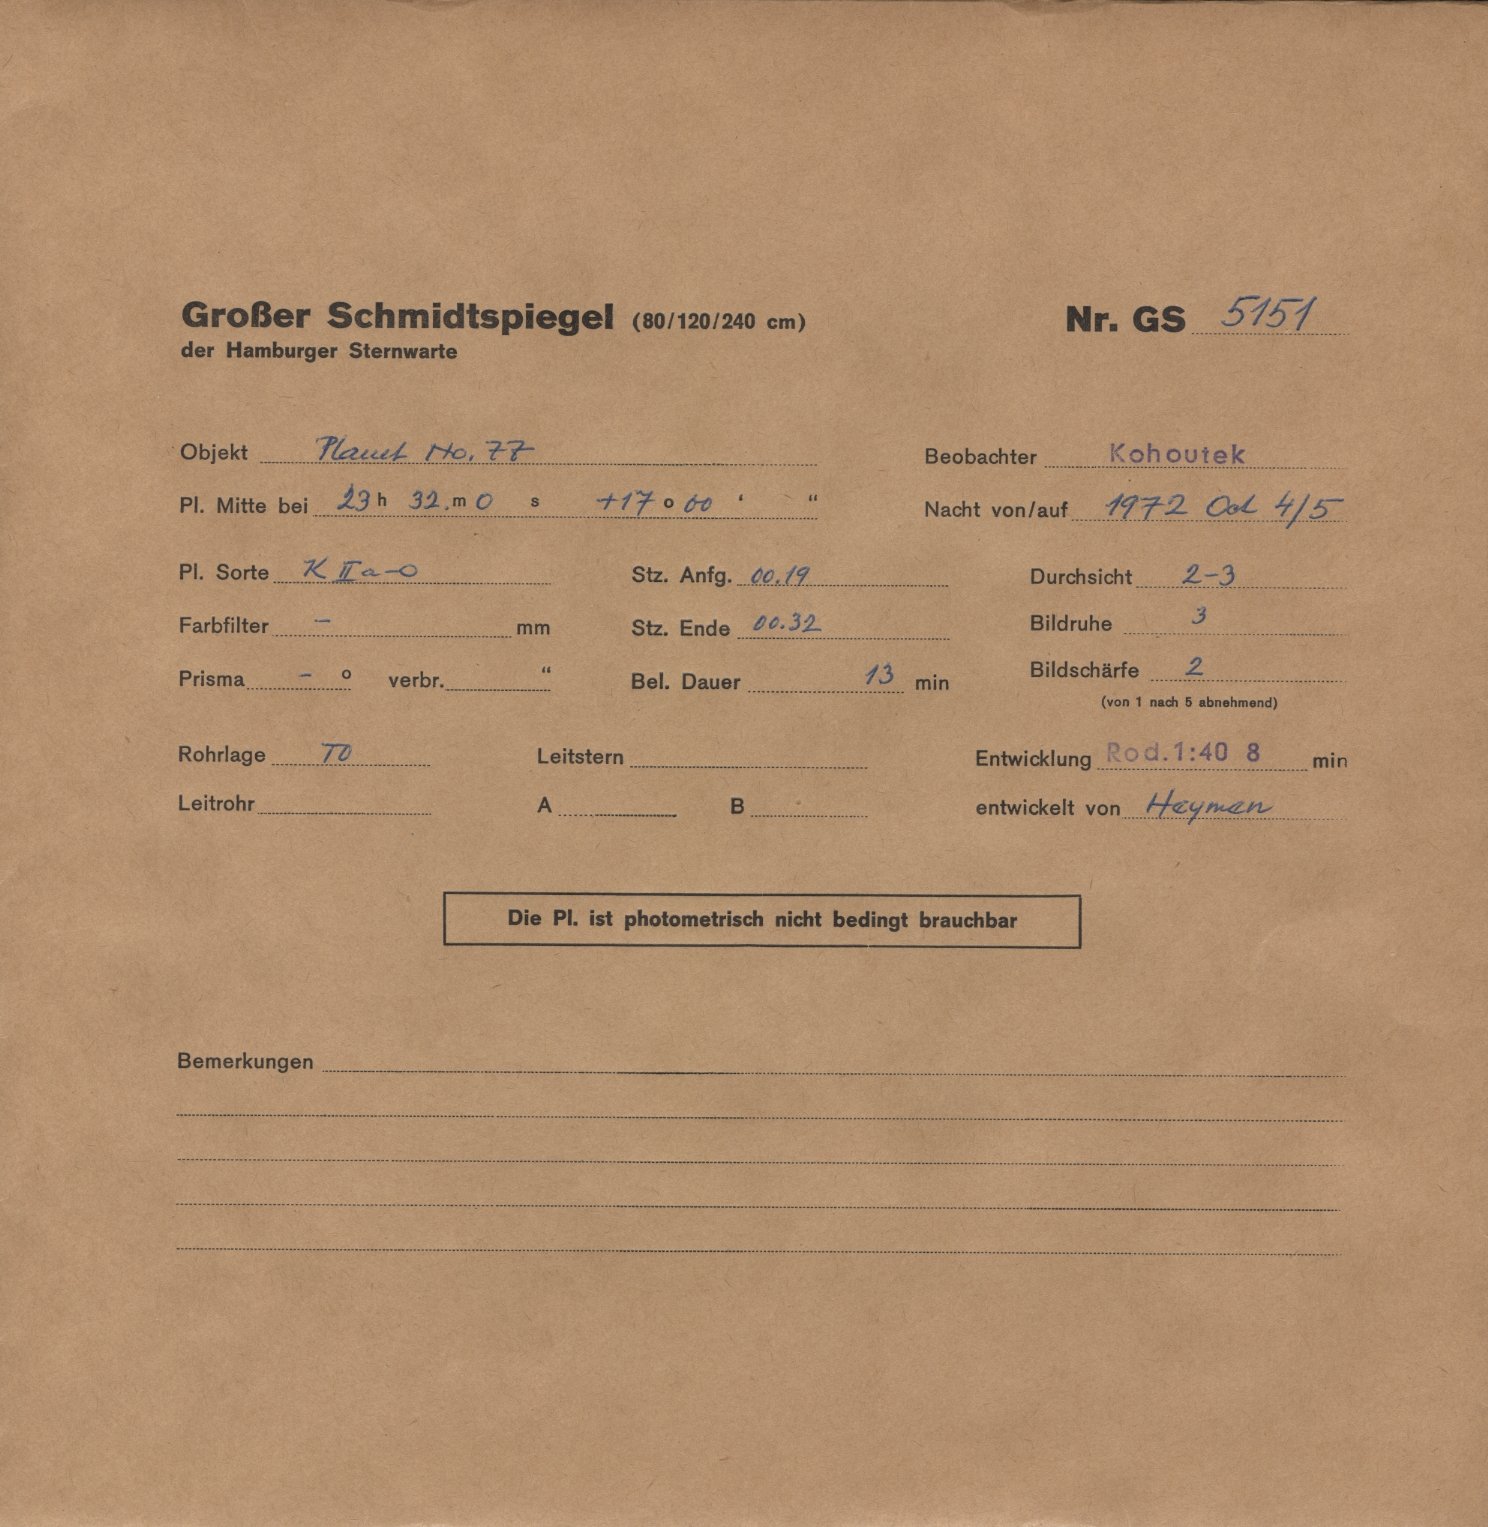 Großer Schmidtspiegel (80/120/240 cm) Nr. GS 5151
der Hamburger Sternwarte
Objekt Planet No. 77 Beobachter Kohoutek
Pl. Mitte bei 23 h 32. m 0 s +17 ° 00 ' " Nacht von/auf 1972 Oct 4/5
Pl. Sorte K IIa-O Stz. Anfg. 00.19 Durchsicht 2-3
Farbfilter - mm Stz. Ende 00.32 Bildruhe 3
Prisma - ° verbr. " Bel. Dauer 13 min Bildschärfe 2
(von 1 nach 5 abnehmend)
Rohrlage TO Leitstern Entwicklung Rod. 1:40 8 min
Leitrohr A B entwickelt von Heyman
Die Pl. ist photometrisch nicht bedingt brauchbar
Bemerkungen